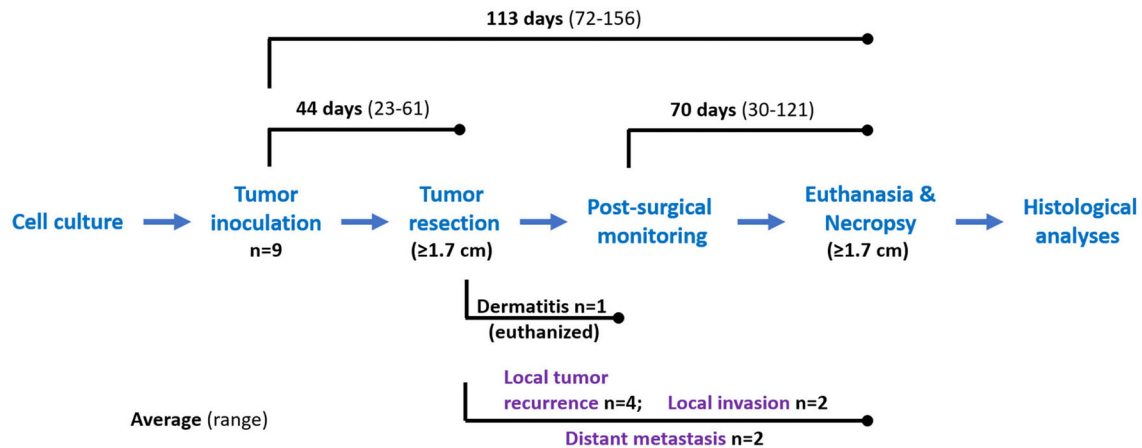 113 days (72-156)
44 days (23-61)
70 days (30-121)
Cell culture
Tumor
inoculation
n=9
Tumor
resection
(≥1.7 cm)
Post-surgical
monitoring
Euthanasia &
Necropsy
(≥1.7 cm)
Histological
analyses
Dermatitis n=1
(euthanized)
Local tumor
recurrence n=4; Local invasion n=2
Distant metastasis n=2
Average (range)